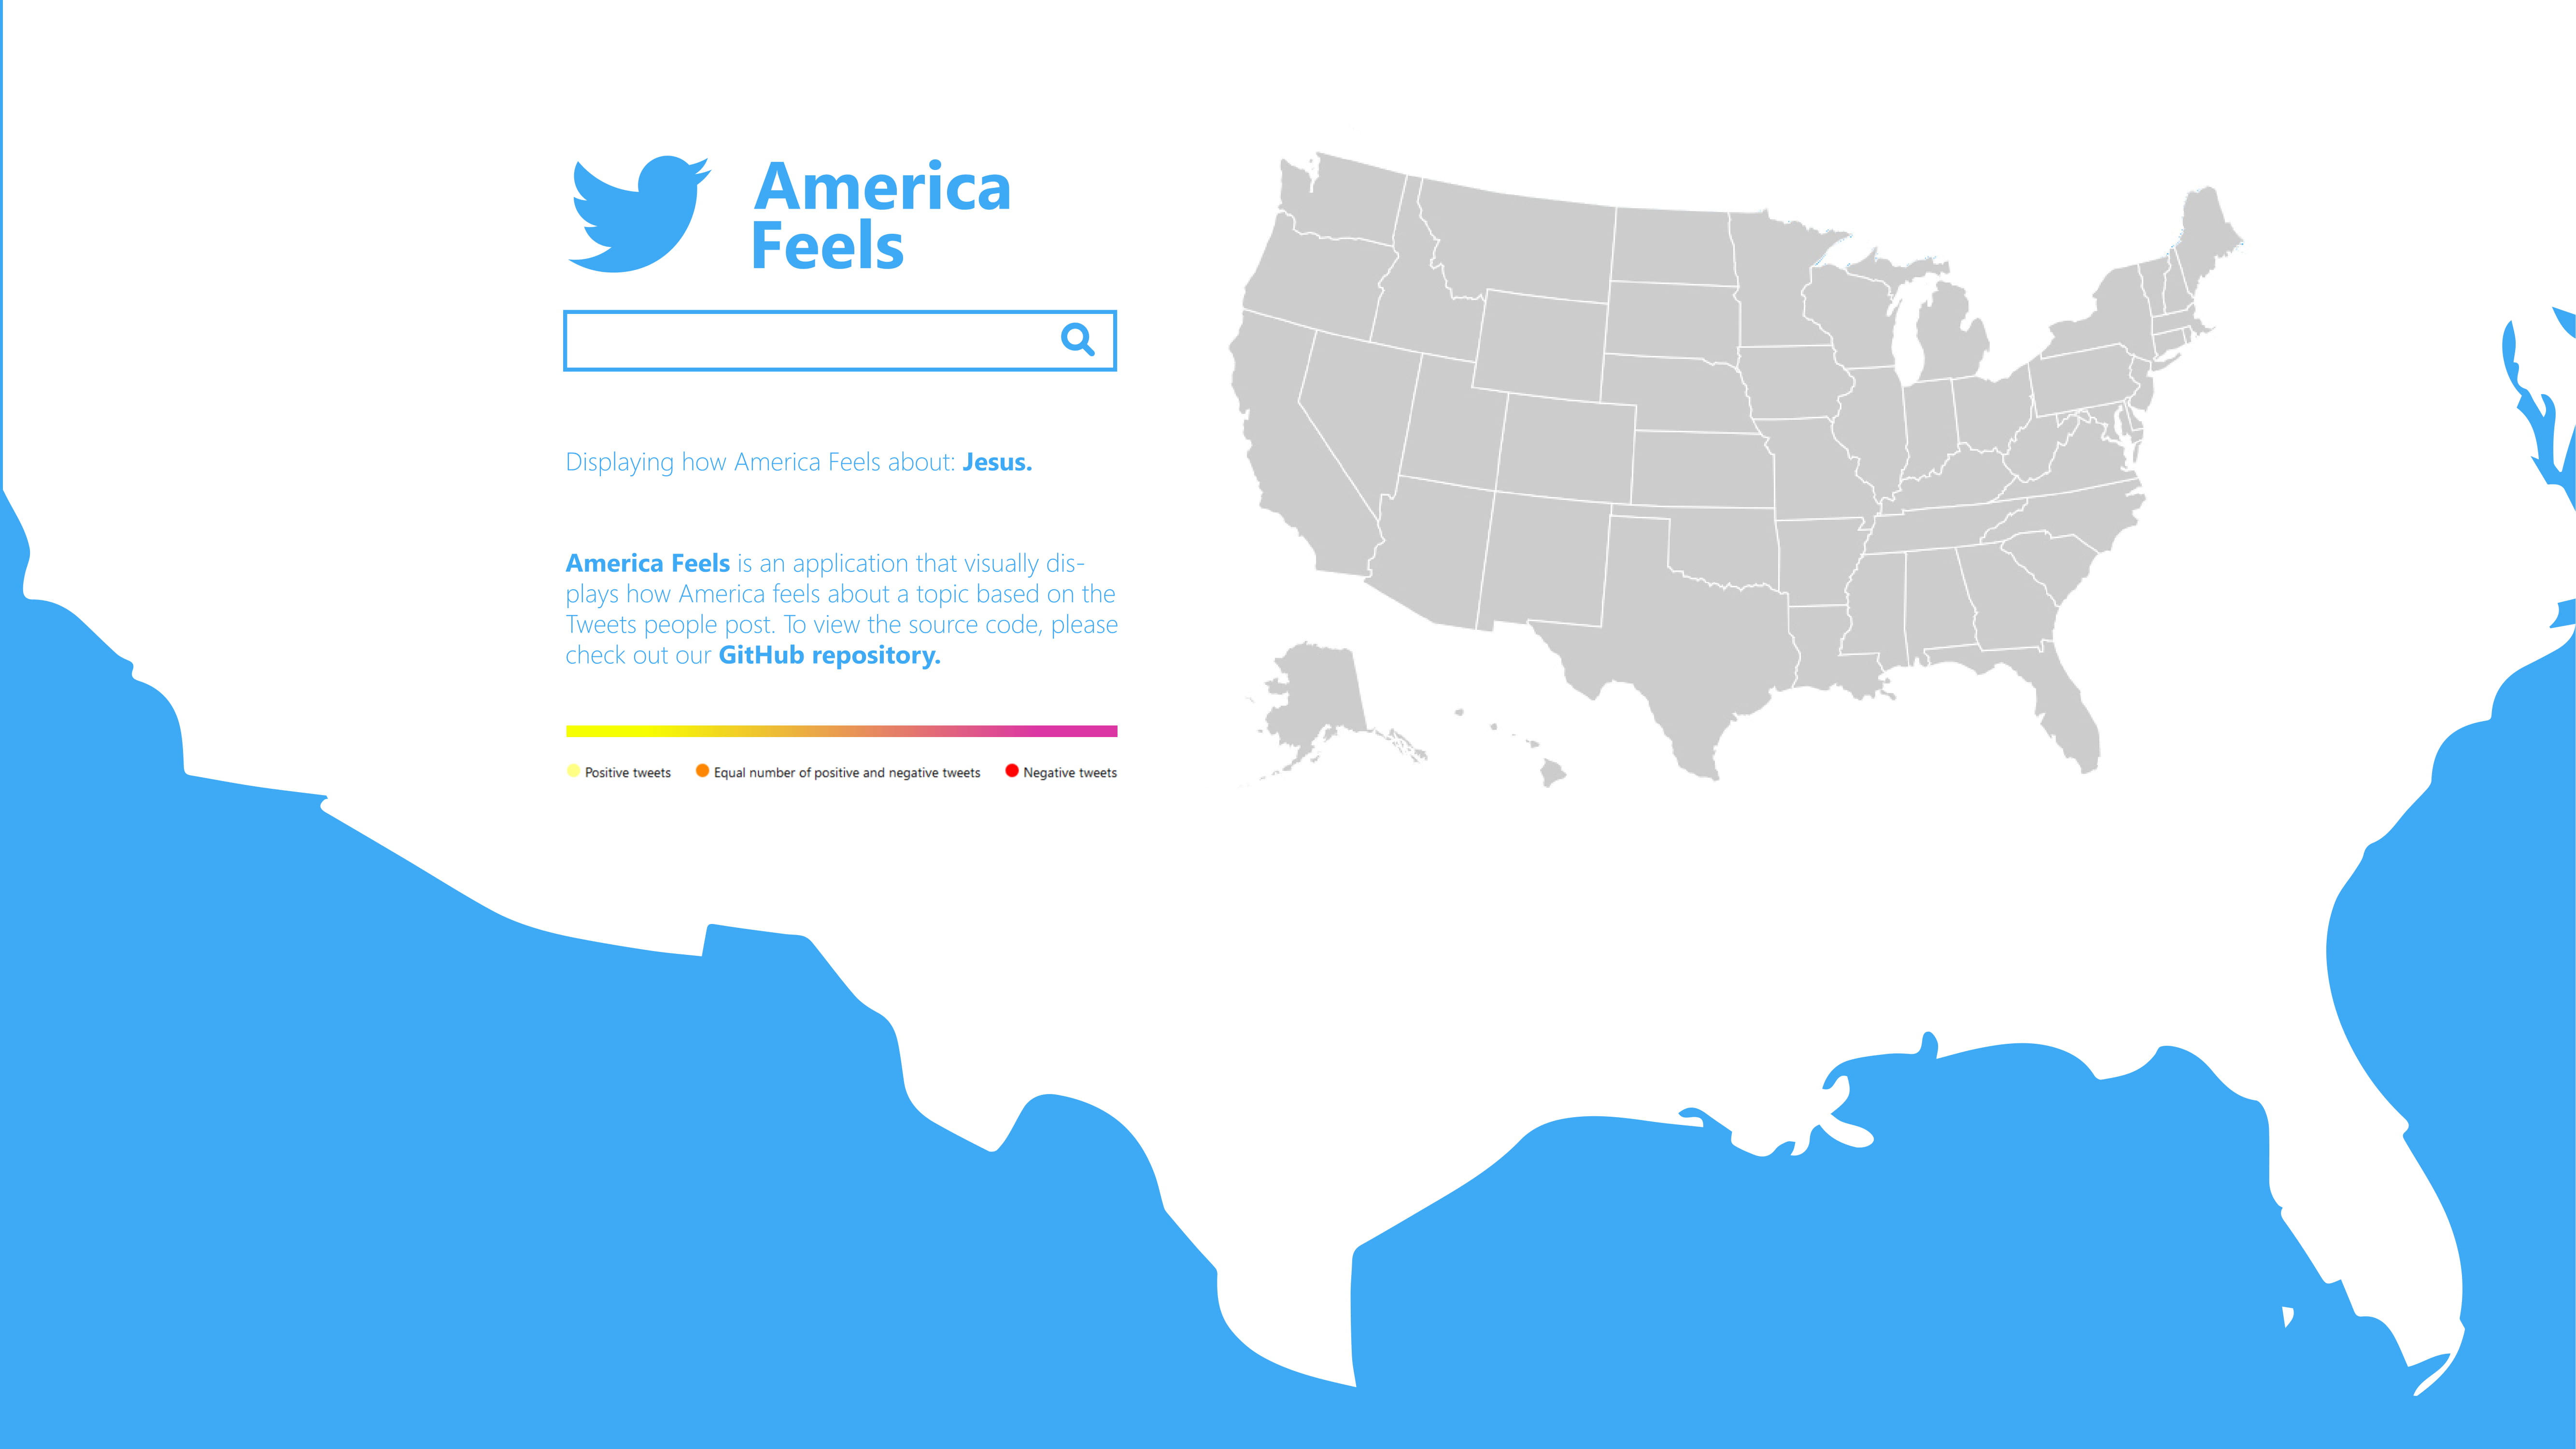 America
Feels
Displaying how America Feels about: Jesus.
America Feels is an application that visually dis-
plays how America feels about a topic based on the
Tweets people post. To view the source code, please
check out our GitHub repository.
Positive tweets
Equal number of positive and negative tweets
Negative tweets